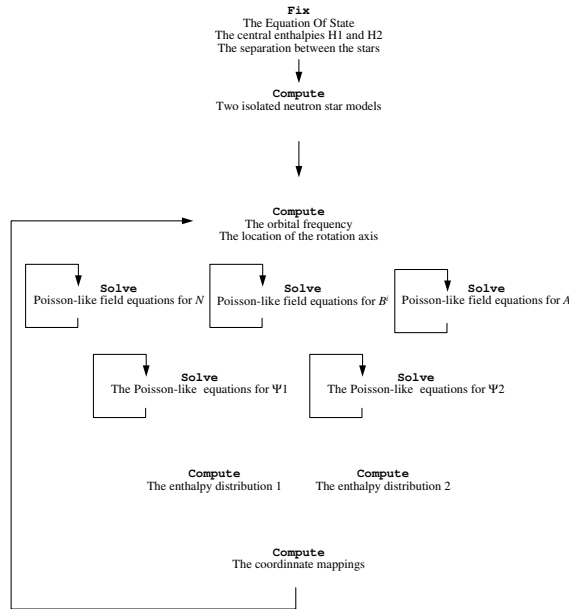 Fix
The Equation Of State
The central enthalpies H1 and H2
The separation between the stars
Compute
Two isolated neutron star models
Compute
The orbital frequency
The location of the rotation axis
Solve
Poisson-like field equations for N
Solve
Poisson-like field equations for Bⁱ
Solve
Poisson-like field equations for A
Solve
The Poisson-like equations for Ψ1
Solve
The Poisson-like equations for Ψ2
Compute
The enthalpy distribution 1
Compute
The enthalpy distribution 2
Compute
The coordinnate mappings